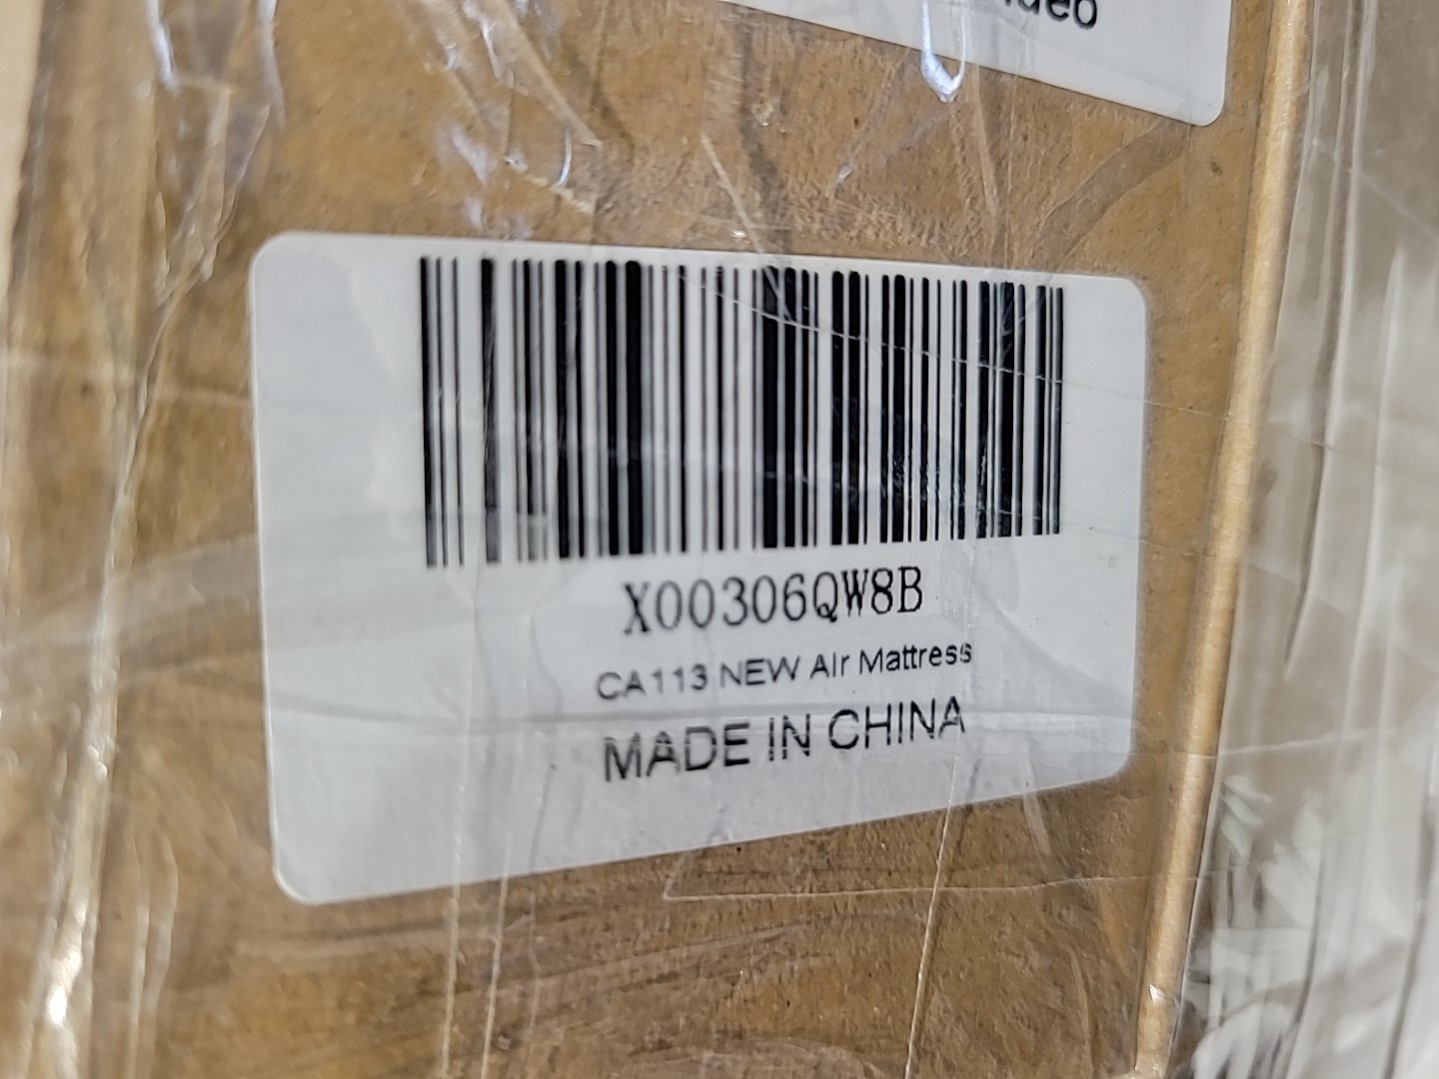 X00306QW8B
CA113 NEW Air Mattress
MADE IN CHINA